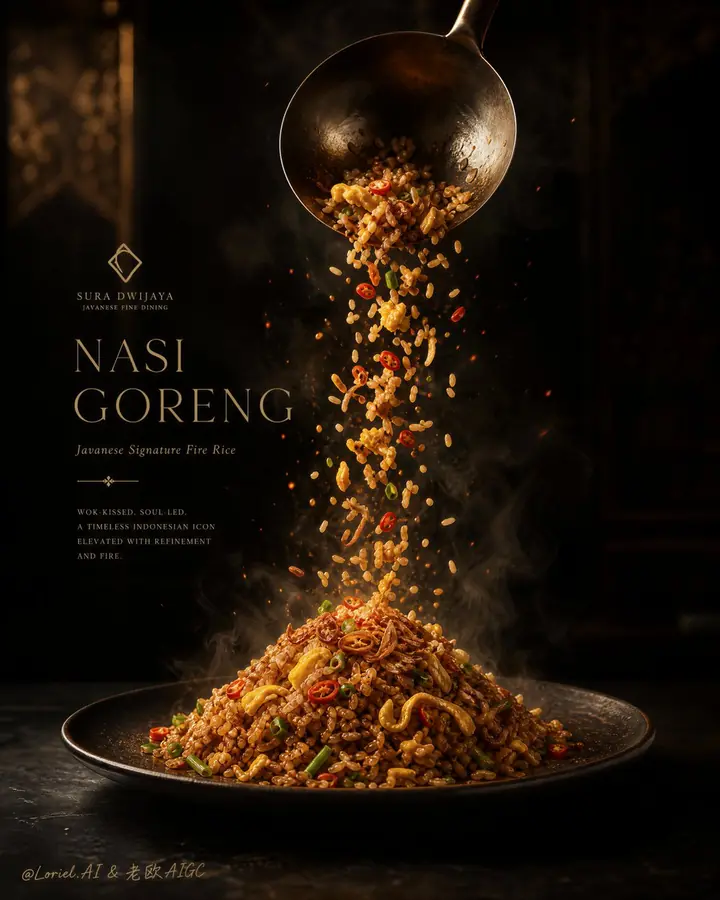 SURA DWIJAYA
JAVANESE FINE DINING
NASI
GORENG
Javanese Signature Fire Rice
WOK-KISSED. SOUL-LED.
A TIMELESS INDONESIAN ICON
ELEVATED WITH REFINEMENT
AND FIRE.
@Loriel.AI & 老欧AIGC